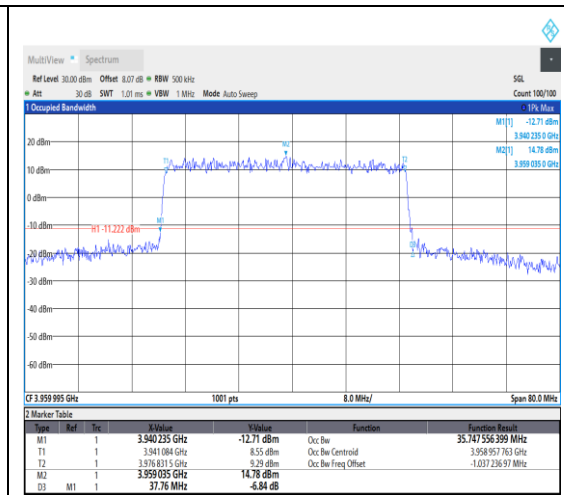 MultiView Spectrum
Ref Level 30.00 dBm Offset 8.07 dB RBW 500 kHz SGL
Att 30 dB SWT 1.01 ms VBW 1 MHz Mode Auto Sweep Count 100/100
1 Occupied Bandwidth 1Pk Max
M1[1] -12.71 dBm
3.940 235 0 GHz
M2[1] 14.78 dBm
3.959 035 0 GHz
20 dBm
M2
T1
T2
10 dBm
0 dBm
-10 dBm
M1
H1 -11.222 dBm
-20 dBm
-30 dBm
-40 dBm
-50 dBm
-60 dBm
CF 3.959 995 GHz 1001 pts 8.0 MHz/ Span 80.0 MHz
2 Marker Table
Type Ref Trc X-Value Y-Value Function Function Result
M1 1 3.940 235 GHz -12.71 dBm Occ Bw 35.747 556 399 MHz
T1 1 3.941 084 GHz 8.55 dBm Occ Bw Centroid 3.958 957 763 GHz
T2 1 3.976 831 5 GHz 9.29 dBm Occ Bw Freq Offset -1.037 236 97 MHz
M2 1 3.959 035 GHz 14.78 dBm
D3 M1 1 37.76 MHz -6.84 dB